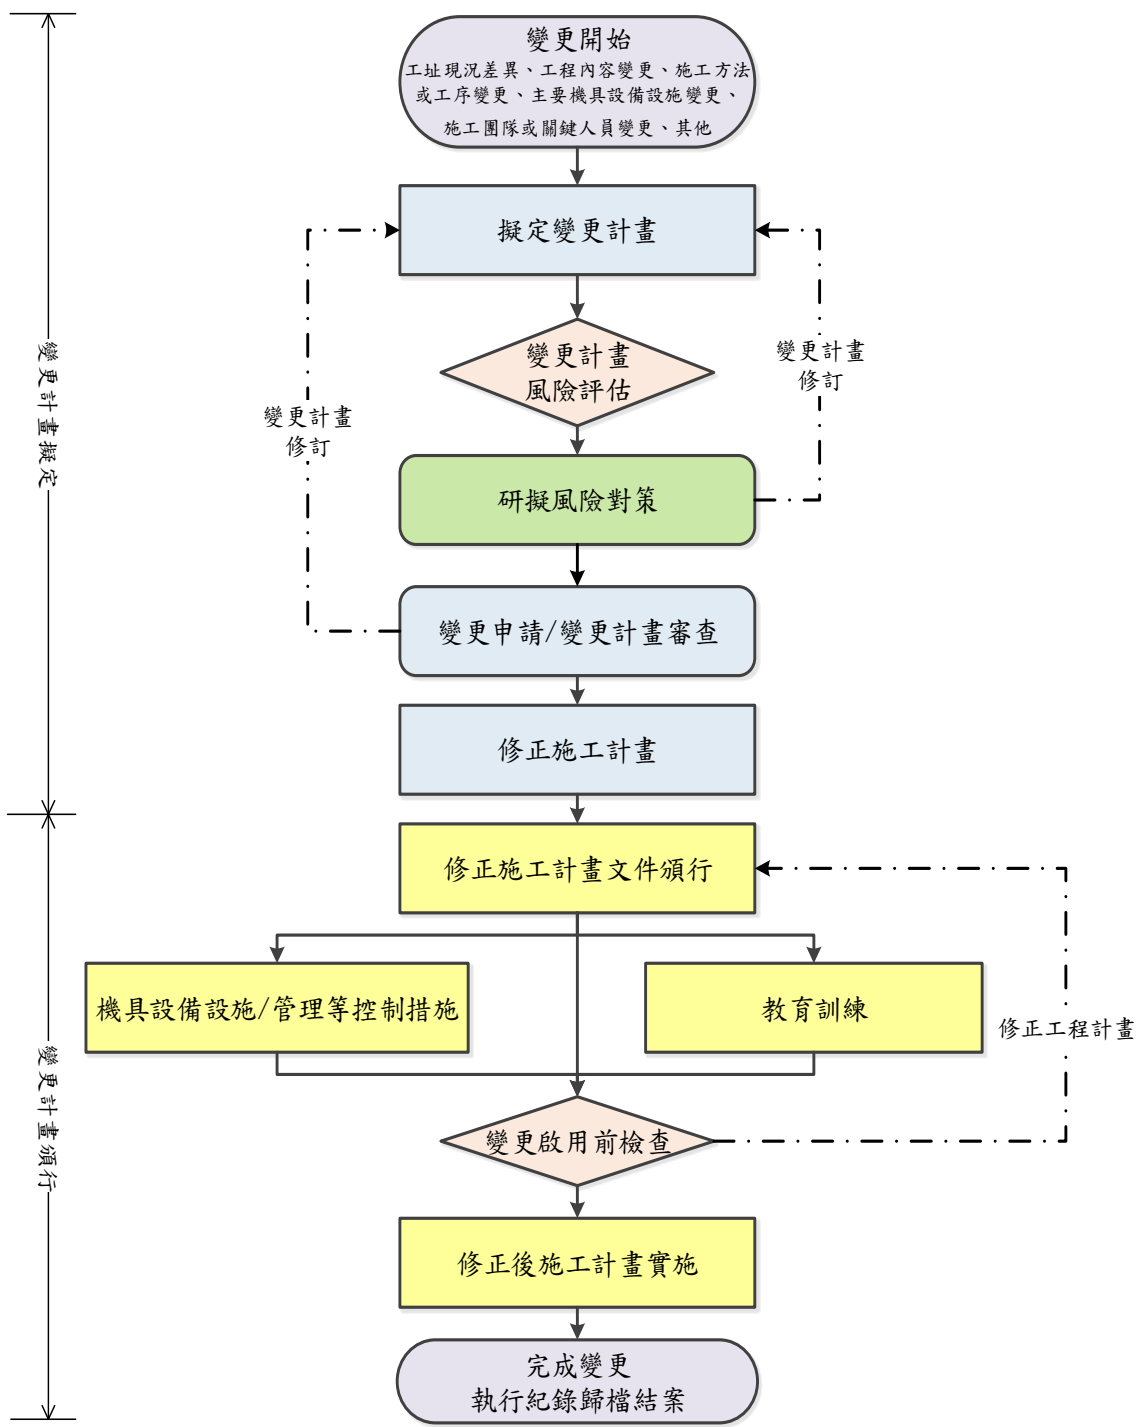 變更開始
工址現況差異、工程內容變更、施工方法
或工序變更、主要機具設備設施變更、
施工團隊或關鍵人員變更、其他
擬定變更計畫
變更計畫
風險評估
變更計畫
修訂
變更計畫
修訂
變更計畫擬定
研擬風險對策
變更申請/變更計畫審查
修正施工計畫
修正施工計畫文件頒行
機具設備設施/管理等控制措施
教育訓練
修正工程計畫
變更計畫頒行
變更啟用前檢查
修正後施工計畫實施
完成變更
執行紀錄歸檔結案